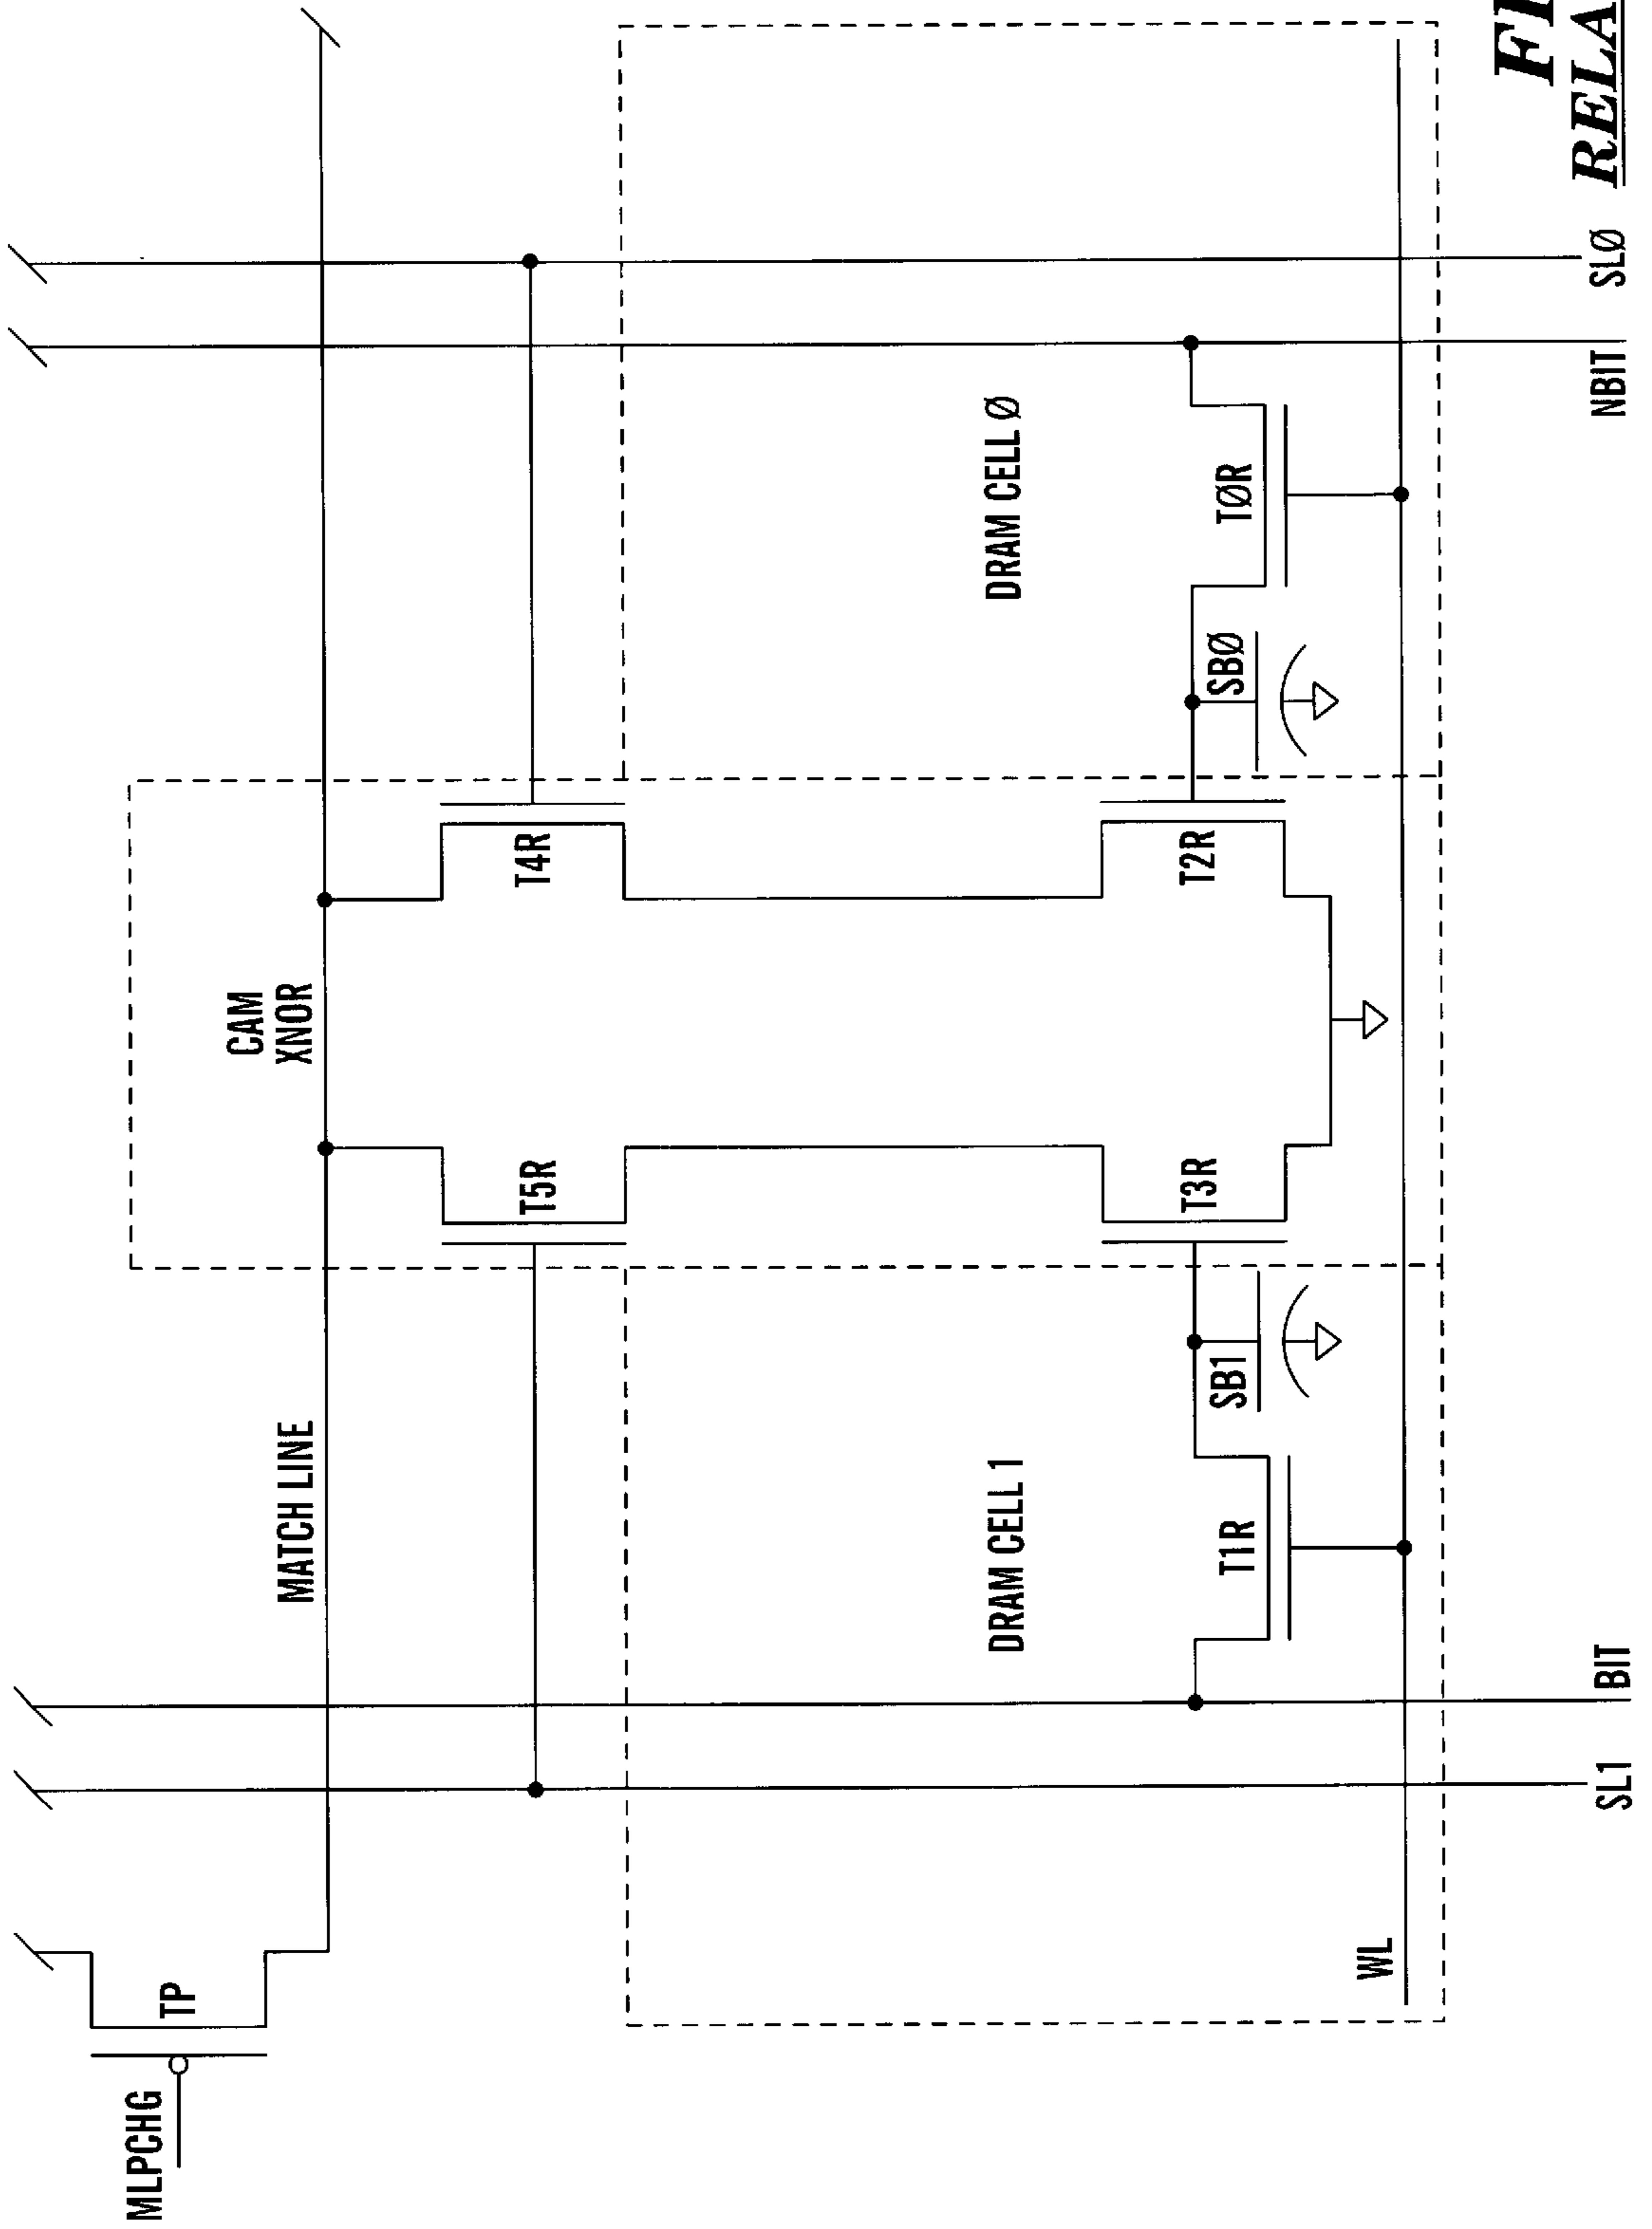 MLPCHG
TP
MATCH LINE
CAM
XNOR
T5R
T4R
DRAM CELL 1
DRAM CELL Ø
T1R
SB1
T3R
T2R
SBØ
TØR
WL
SL1
BIT
NBIT
SLØ